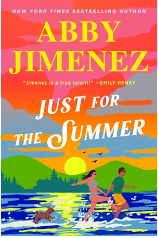 NEW YORK TIMES BESTSELLING AUTHOR
ABBY
JIMENEZ
"Jimenez is a true talent." —EMILY HENRY
JUST FOR
THE SUMMER